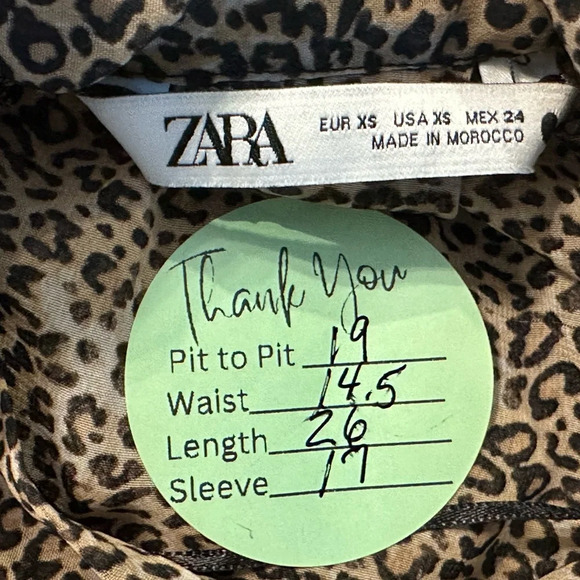 ZARA
EUR XS USA XS MEX 24
MADE IN MOROCCO
Thank You
Pit to Pit 19
Waist 14.5
Length 26
Sleeve 17